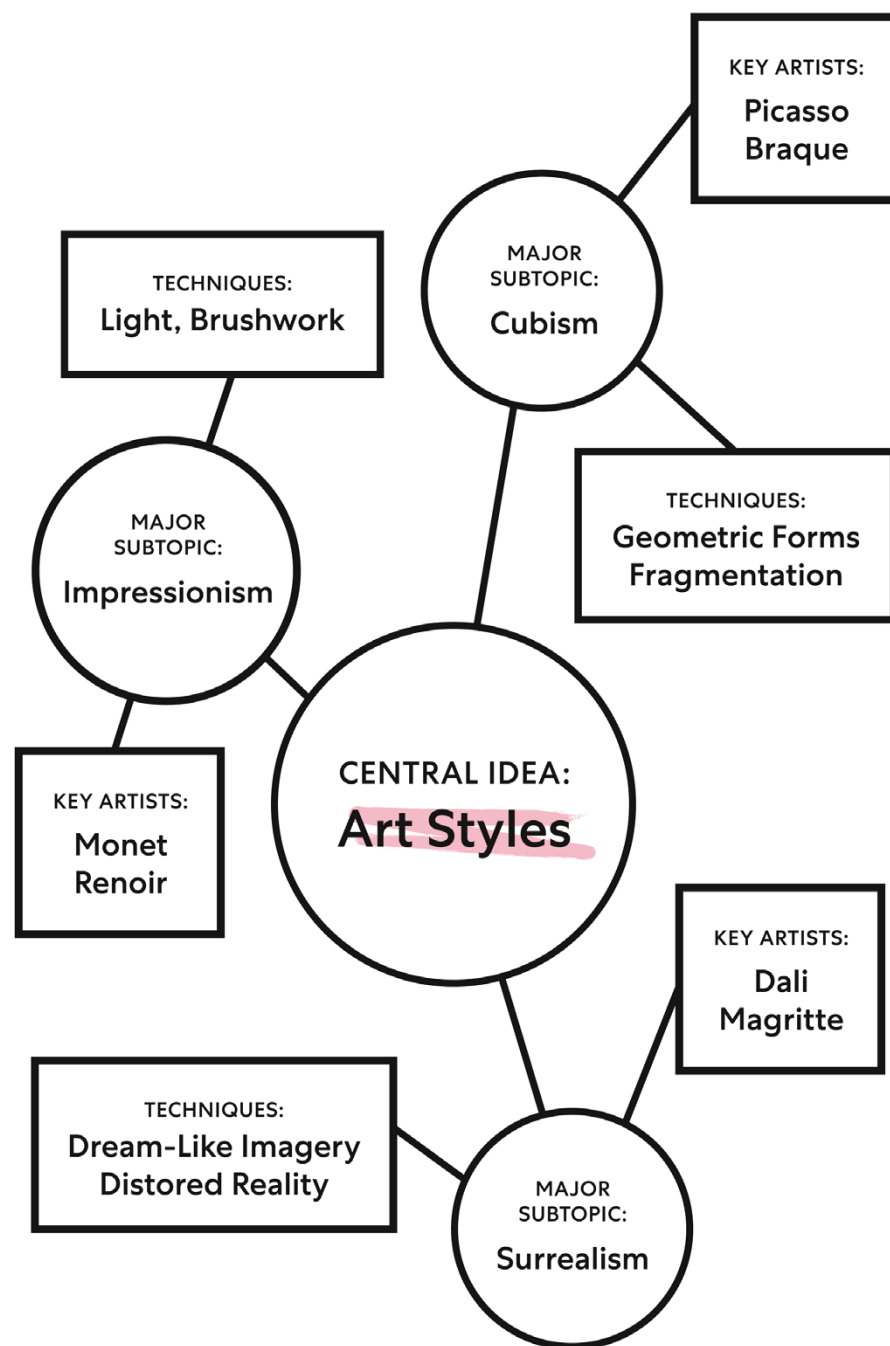 KEY ARTISTS:
Picasso
Braque
MAJOR
SUBTOPIC:
Cubism
TECHNIQUES:
Light, Brushwork
TECHNIQUES:
Geometric Forms
Fragmentation
MAJOR
SUBTOPIC:
Impressionism
CENTRAL IDEA:
Art Styles
KEY ARTISTS:
Monet
Renoir
KEY ARTISTS:
Dali
Magritte
TECHNIQUES:
Dream-Like Imagery
Distored Reality
MAJOR
SUBTOPIC:
Surrealism